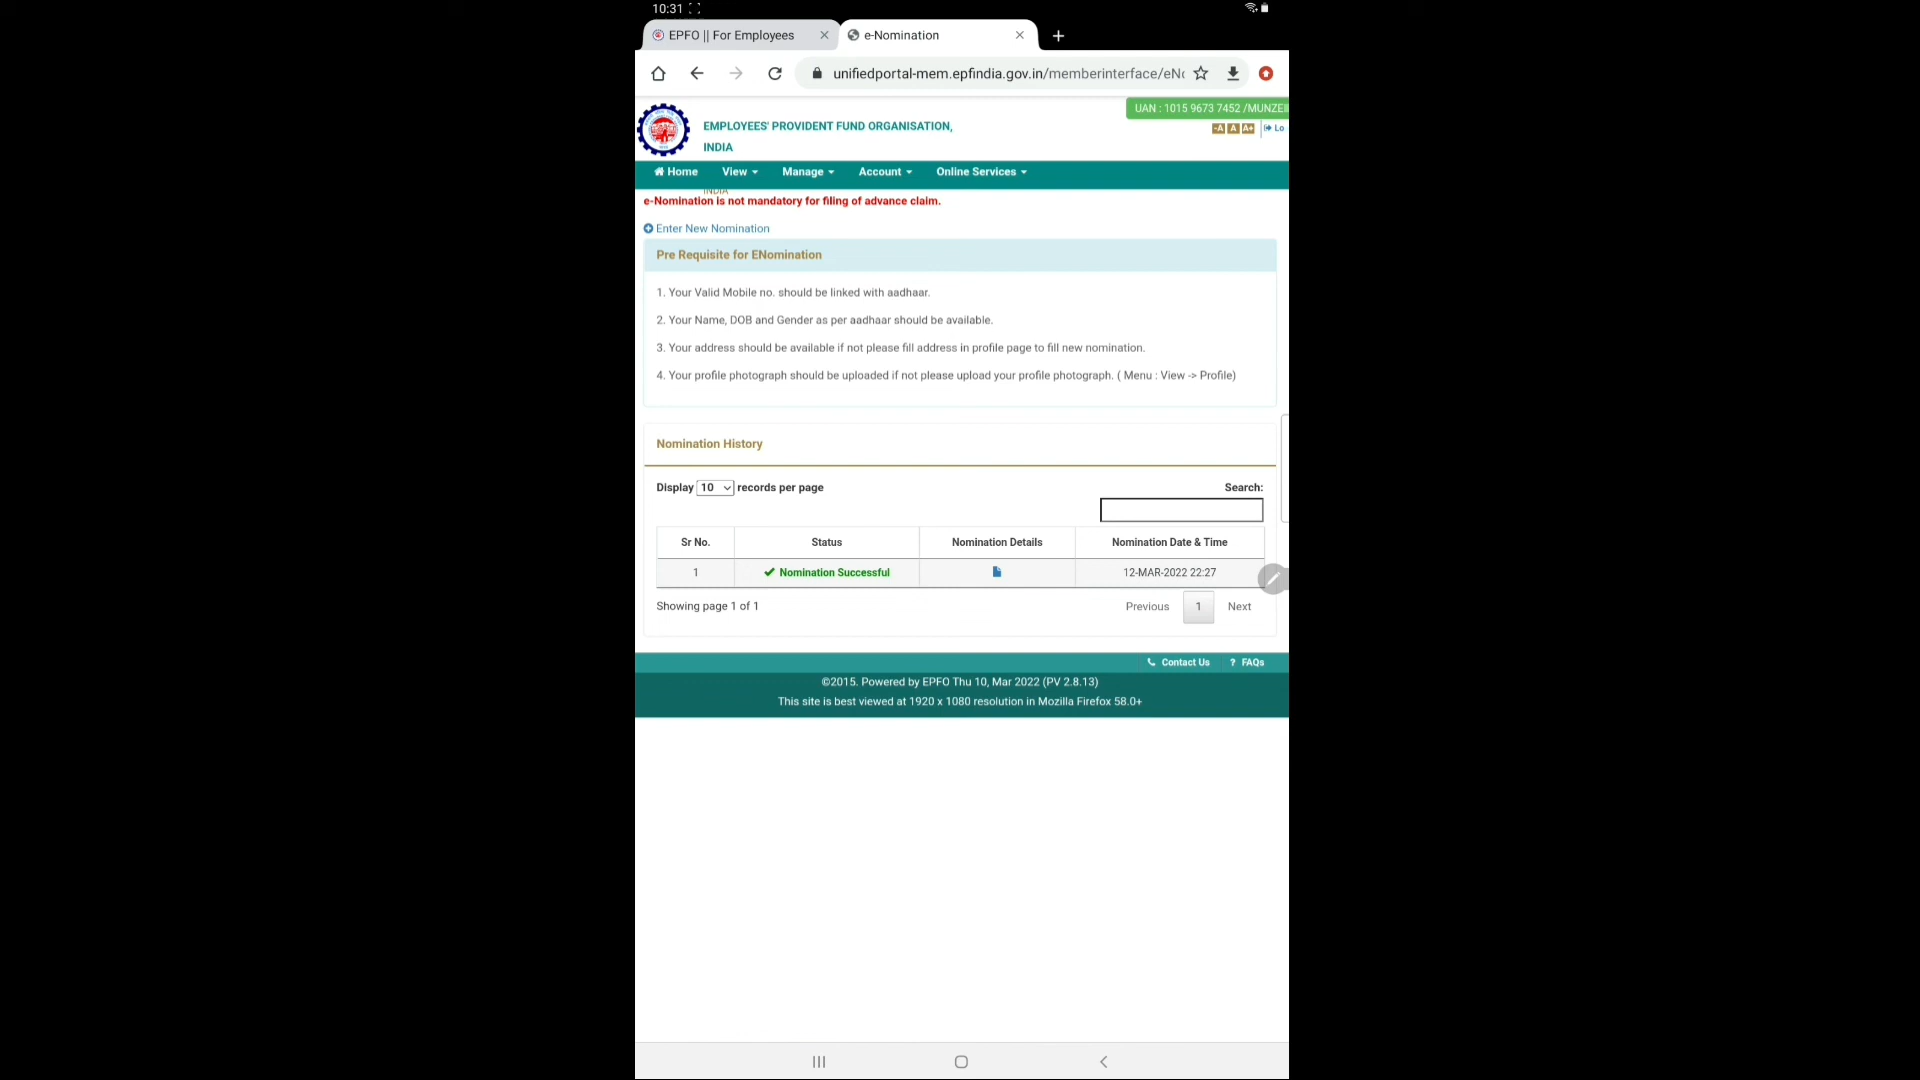 10:31
EPFO || For Employees
e-Nomination
unifiedportal-mem.epfindia.gov.in/memberinterface/eNo
UAN : 1015 9673 7452 /MUNZE
EMPLOYEES' PROVIDENT FUND ORGANISATION,
INDIA
-A A A+ Lo
Home View Manage Account Online Services
INDIA
e-Nomination is not mandatory for filing of advance claim.
Enter New Nomination
Pre Requisite for ENomination
1. Your Valid Mobile no. should be linked with aadhaar.
2. Your Name, DOB and Gender as per aadhaar should be available.
3. Your address should be available if not please fill address in profile page to fill new nomination.
4. Your profile photograph should be uploaded if not please upload your profile photograph. ( Menu : View -> Profile)
Nomination History
Display 10 records per page
Search:
Sr No. Status Nomination Details Nomination Date & Time
1 Nomination Successful 12-MAR-2022 22:27
Showing page 1 of 1
Previous 1 Next
Contact Us ? FAQs
©2015. Powered by EPFO Thu 10, Mar 2022 (PV 2.8.13)
This site is best viewed at 1920 x 1080 resolution in Mozilla Firefox 58.0+